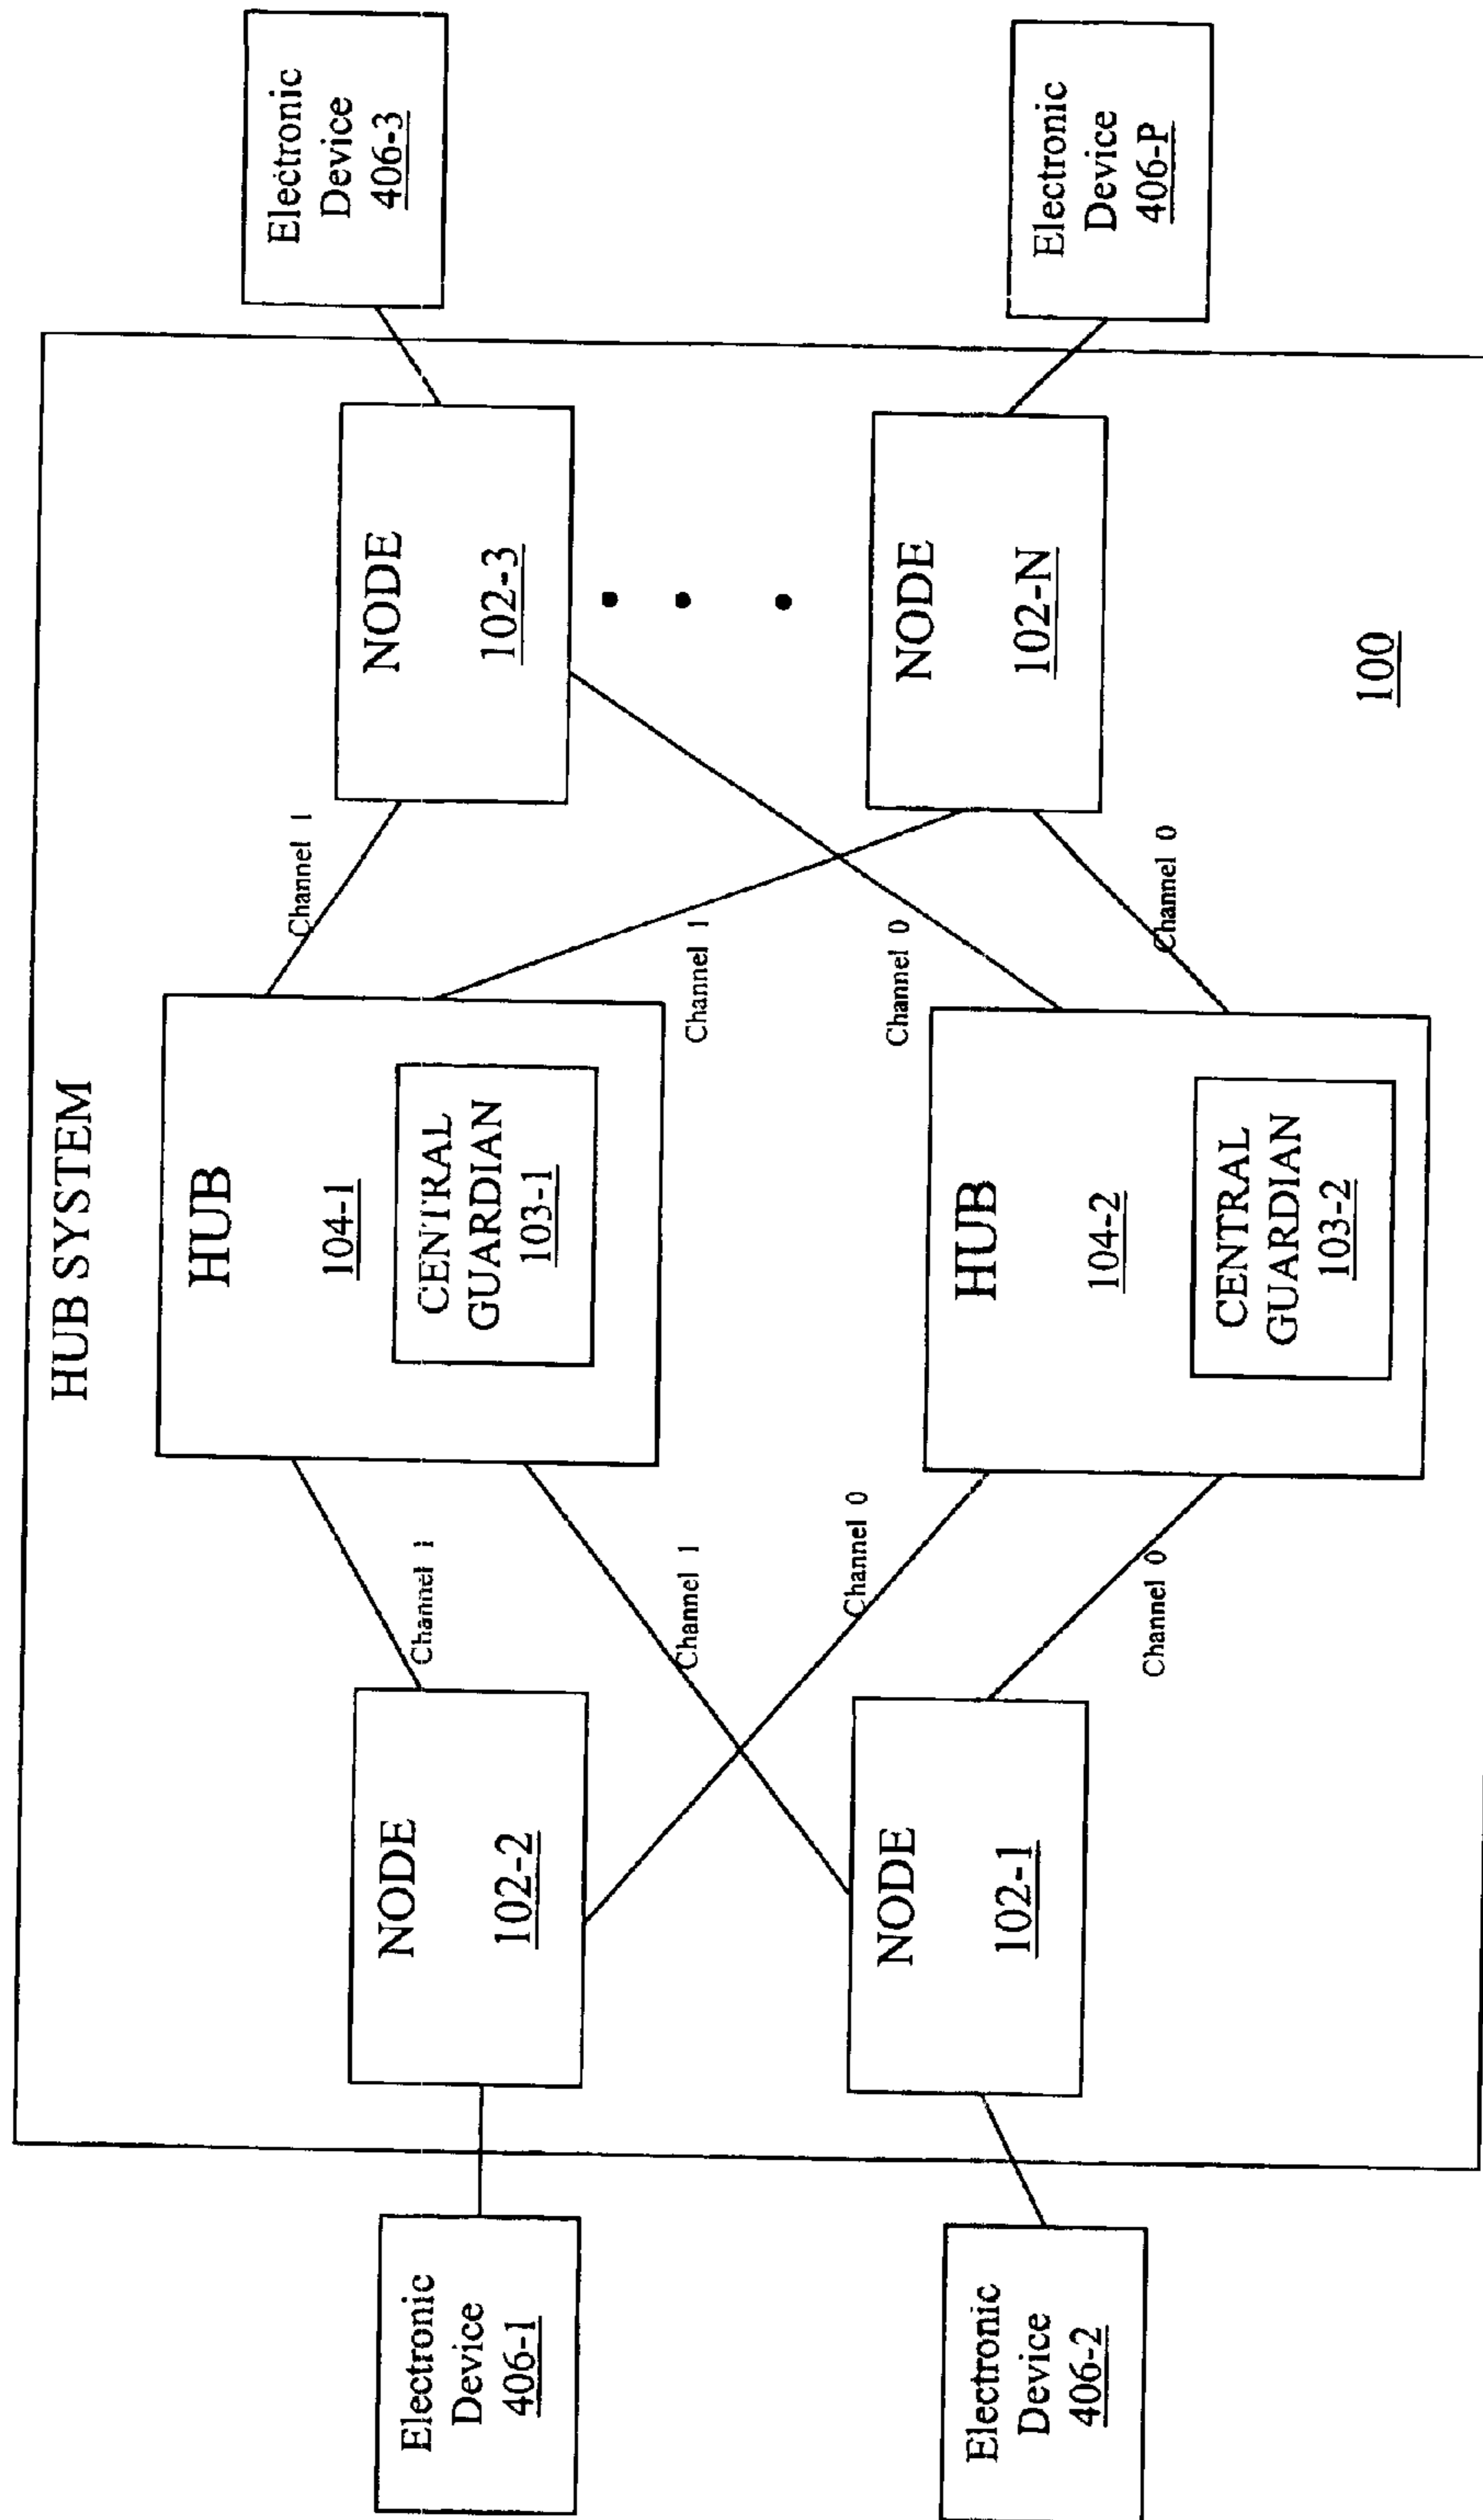 HUB SYSTEM
Electronic
Device
406-1
NODE
102-2
Channel 1
HUB
104-1
CENTRAL
GUARDIAN
103-1
Channel 1
NODE
102-3
Electronic
Device
406-3
Channel 1
Channel 1
Channel 0
Channel 0
Electronic
Device
406-2
NODE
102-1
Channel 0
HUB
104-2
CENTRAL
GUARDIAN
103-2
Channel 0
NODE
102-N
Electronic
Device
406-P
100